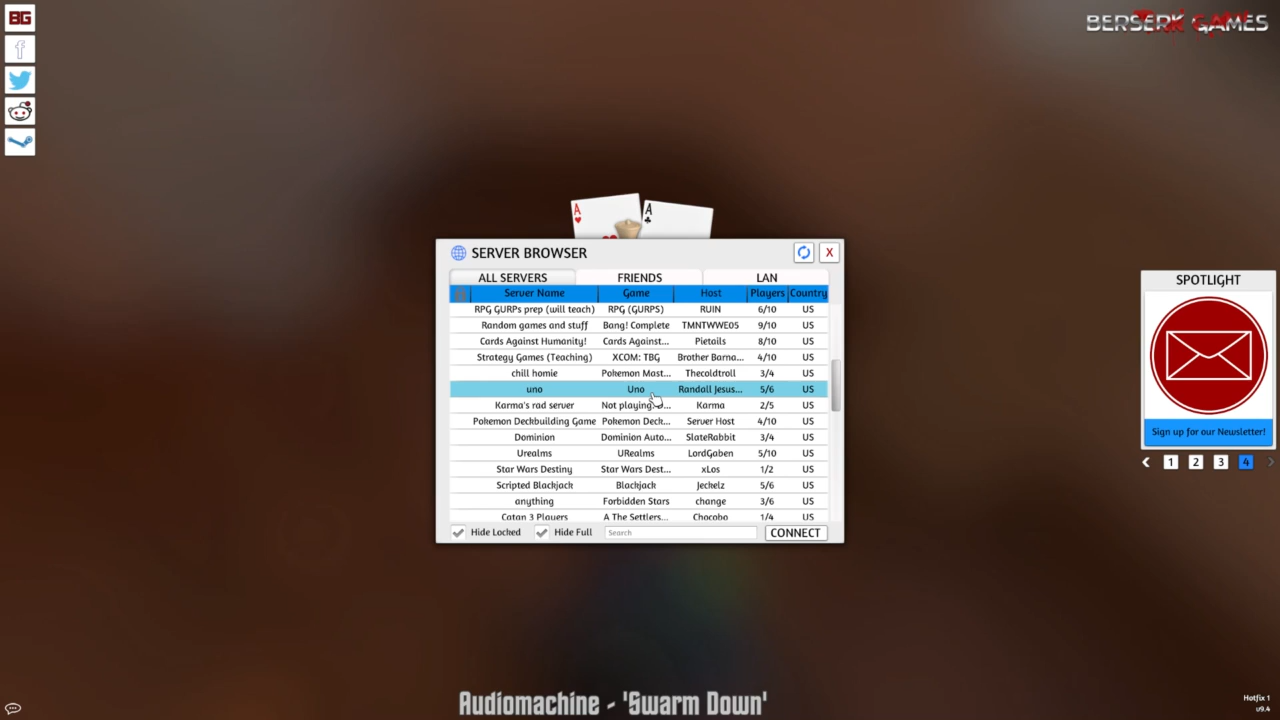 BG
BERSERK GAMES
A A
SERVER BROWSER X
ALL SERVERS FRIENDS LAN
Server Name Game Host Players Country
RPG GURPs prep (will teach) RPG (GURPS) RUIN 6/10 US
Random games and stuff Bang! Complete TMNTWWE05 9/10 US
Cards Against Humanity! Cards Against... Pietails 8/10 US
Strategy Games (Teaching) XCOM: TBG Brother Barna... 4/10 US
chill homie Pokemon Mast... Thecoldtroll 3/4 US
uno Uno Randall Jesus... 5/6 US
Karma's rad server Not playing... Karma 2/5 US
Pokemon Deckbuilding Game Pokemon Deck... Server Host 4/10 US
Dominion Dominion Auto... SlateRabbit 3/4 US
Urealms URealms LordGaben 5/10 US
Star Wars Destiny Star Wars Dest... xLos 1/2 US
Scripted Blackjack Blackjack Jeckelz 5/6 US
anything Forbidden Stars change 3/6 US
Catan 3 Players A The Settlers... Chocobo 1/4 US
Hide Locked Hide Full Search CONNECT
SPOTLIGHT
Sign up for our Newsletter!
1 2 3 4
Audiomachine - 'Swarm Down'
Hotfix 1
v9.4